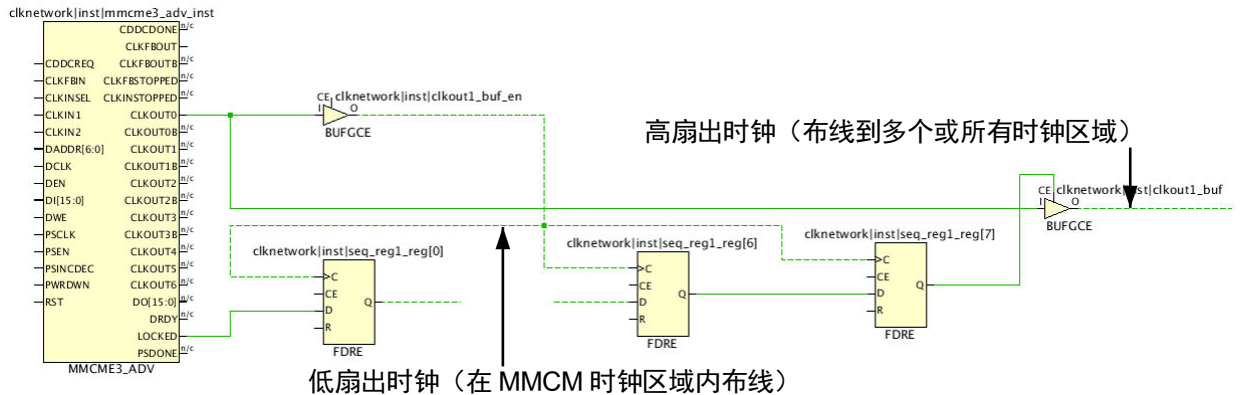 clknetwork|inst|mmcme3_adv_inst
CDDCDONE n/c
CLKFBOUT
CDDCREQ CLKFBOUTB n/c
CLKFBIN CLKFBSTOPPED n/c
CLKINSEL CLKINSTOPPED n/c
CLKIN1 CLKOUT0
CLKIN2 CLKOUT0B n/c
DADDR[6:0] CLKOUT1 n/c
DCLK CLKOUT1B n/c
DEN CLKOUT2 n/c
DI[15:0] CLKOUT2B n/c
DWE CLKOUT3 n/c
PSCLK CLKOUT3B n/c
PSEN CLKOUT4 n/c
PSINCDEC CLKOUT5 n/c
PWRDWN CLKOUT6 n/c
RST DO[15:0] n/c
DRDY n/c
LOCKED
PSDONE n/c
MMCME3_ADV
clknetwork|inst|clkout1_buf_en
CE
I O
BUFGCE
高扇出时钟（布线到多个或所有时钟区域）
clknetwork|inst|clkout1_buf
CE
I O
BUFGCE
clknetwork|inst|seq_reg1_reg[0]
C
CE
D Q
R
FDRE
clknetwork|inst|seq_reg1_reg[6]
C
CE
D Q
R
FDRE
clknetwork|inst|seq_reg1_reg[7]
C
CE
D Q
R
FDRE
低扇出时钟（在 MMCM 时钟区域内布线）